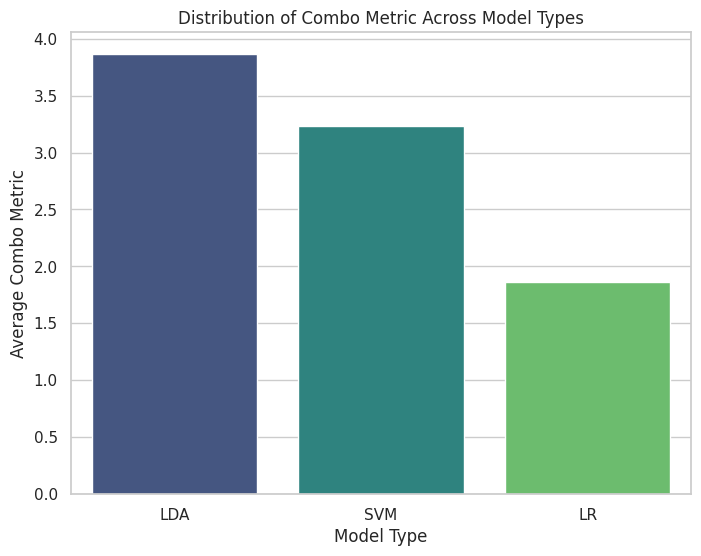 Distribution of Combo Metric Across Model Types
Average Combo Metric
4.0
3.5
3.0
2.5
2.0
1.5
1.0
0.5
0.0
LDA
SVM
LR
Model Type